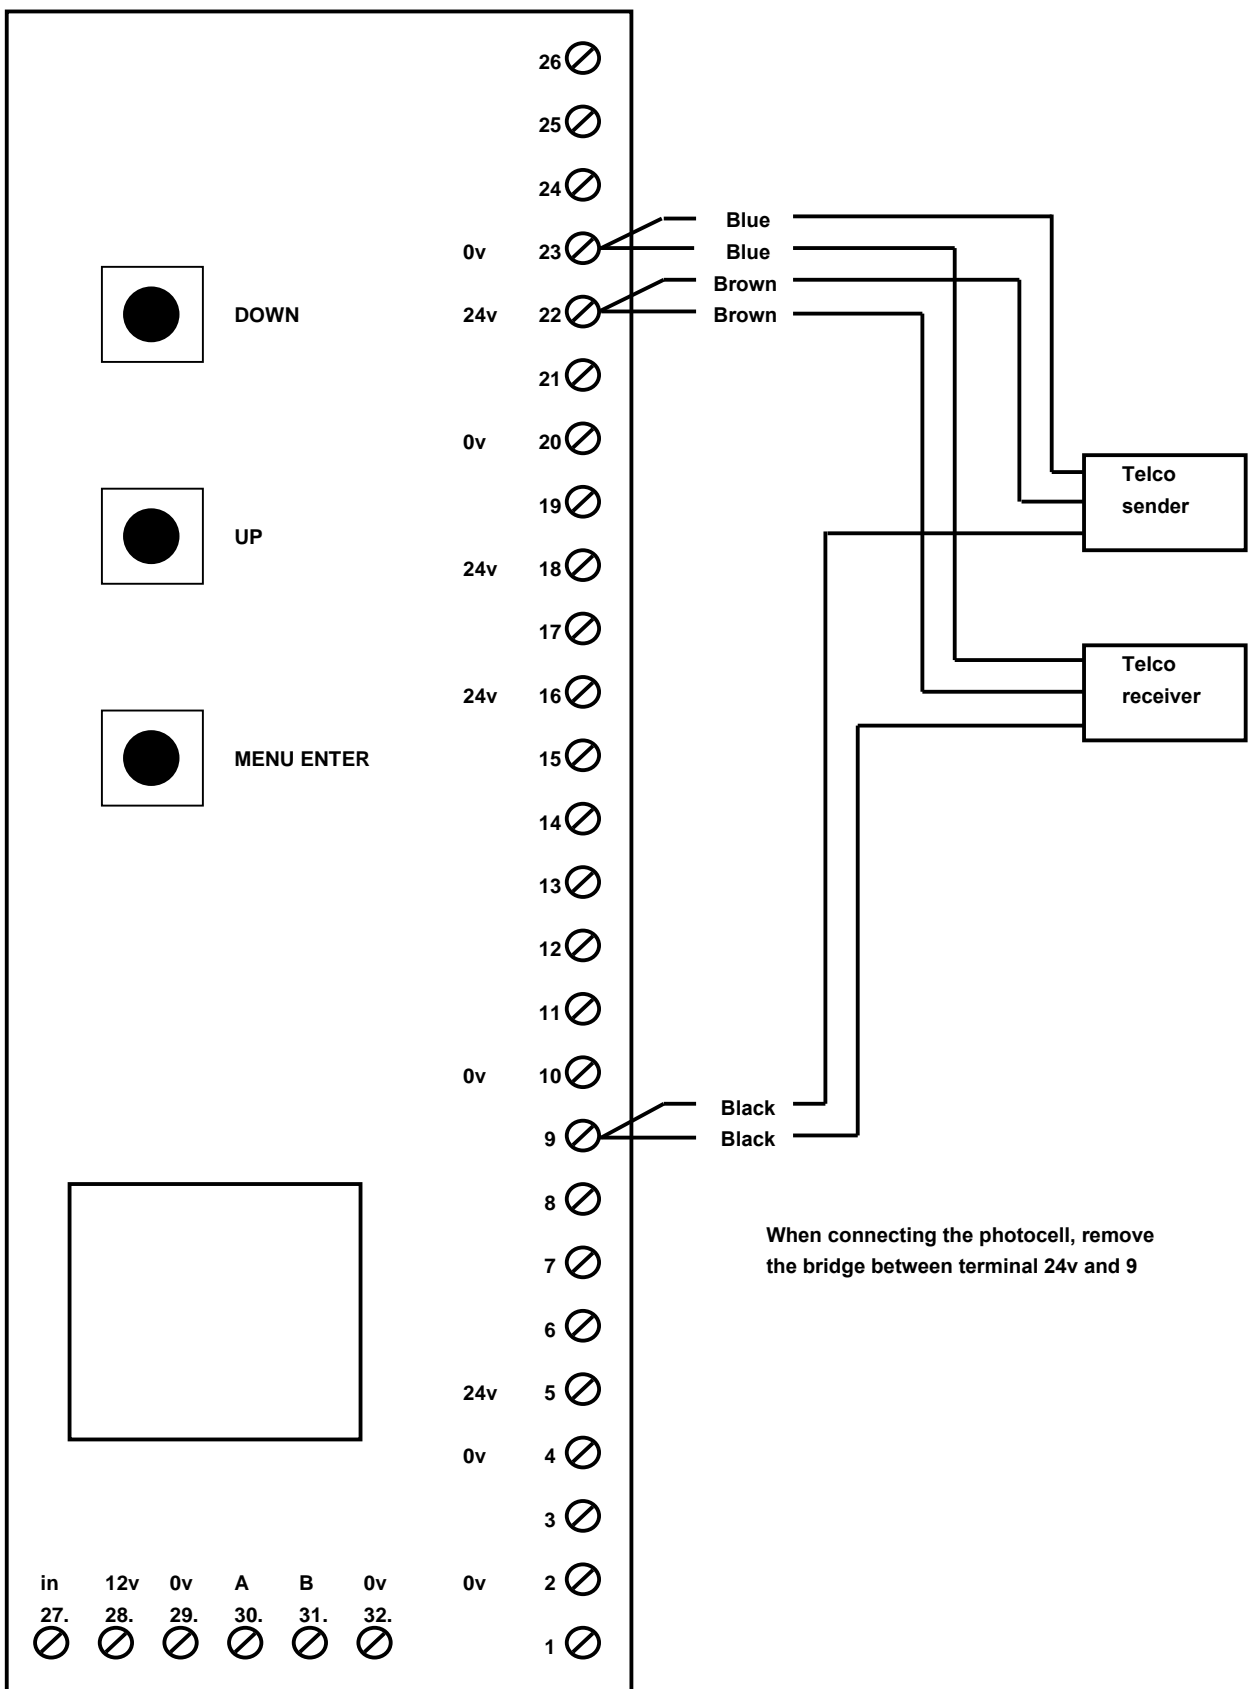 26
25
24
Blue
0v 23 Blue
Brown
DOWN 24v 22 Brown
21
0v 20
Telco
sender
19
UP
24v 18
17
Telco
receiver
24v 16
MENU ENTER 15
14
13
12
11
0v 10
Black
9 Black
8
When connecting the photocell, remove
the bridge between terminal 24v and 9
7
6
24v 5
0v 4
3
in 12v 0v A B 0v 0v 2
27. 28. 29. 30. 31. 32.
1